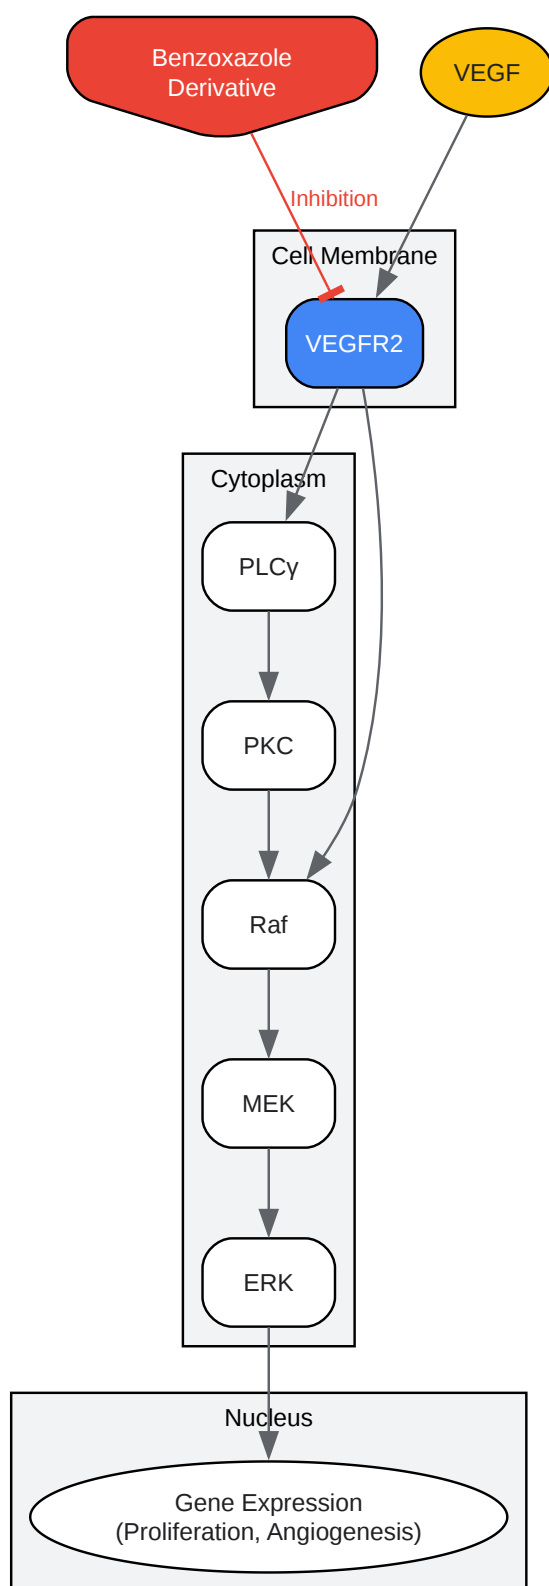 Benzoxazole
Derivative
VEGF
Inhibition
Cell Membrane
VEGFR2
Cytoplasm
PLCγ
PKC
Raf
MEK
ERK
Nucleus
Gene Expression
(Proliferation, Angiogenesis)